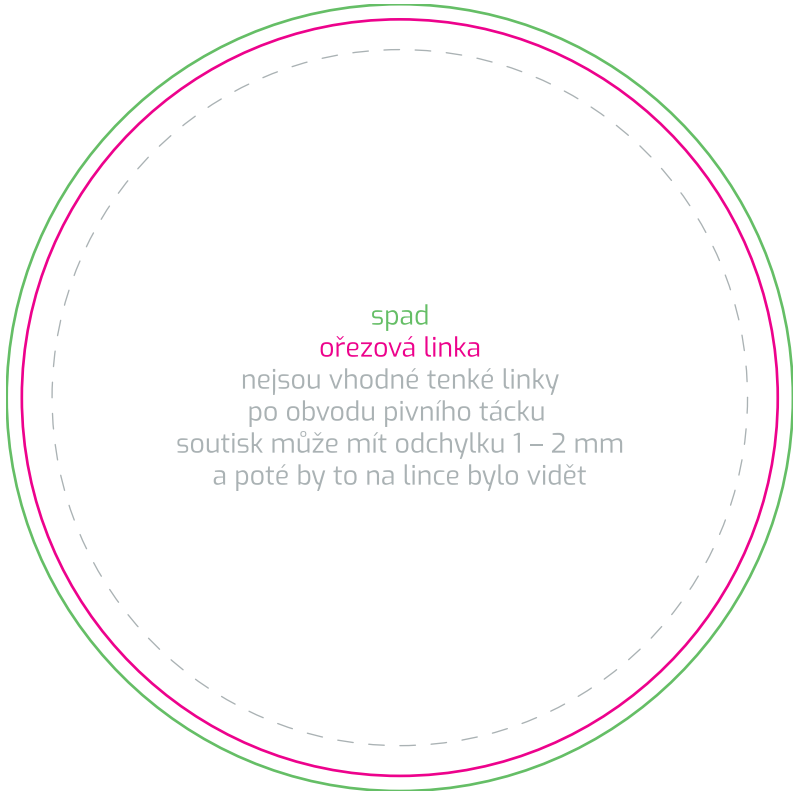 spad
ořezová linka
nejsou vhodné tenké linky
po obvodu pivního tácku
soutisk může mít odchylku 1 – 2 mm
a poté by to na lince bylo vidět